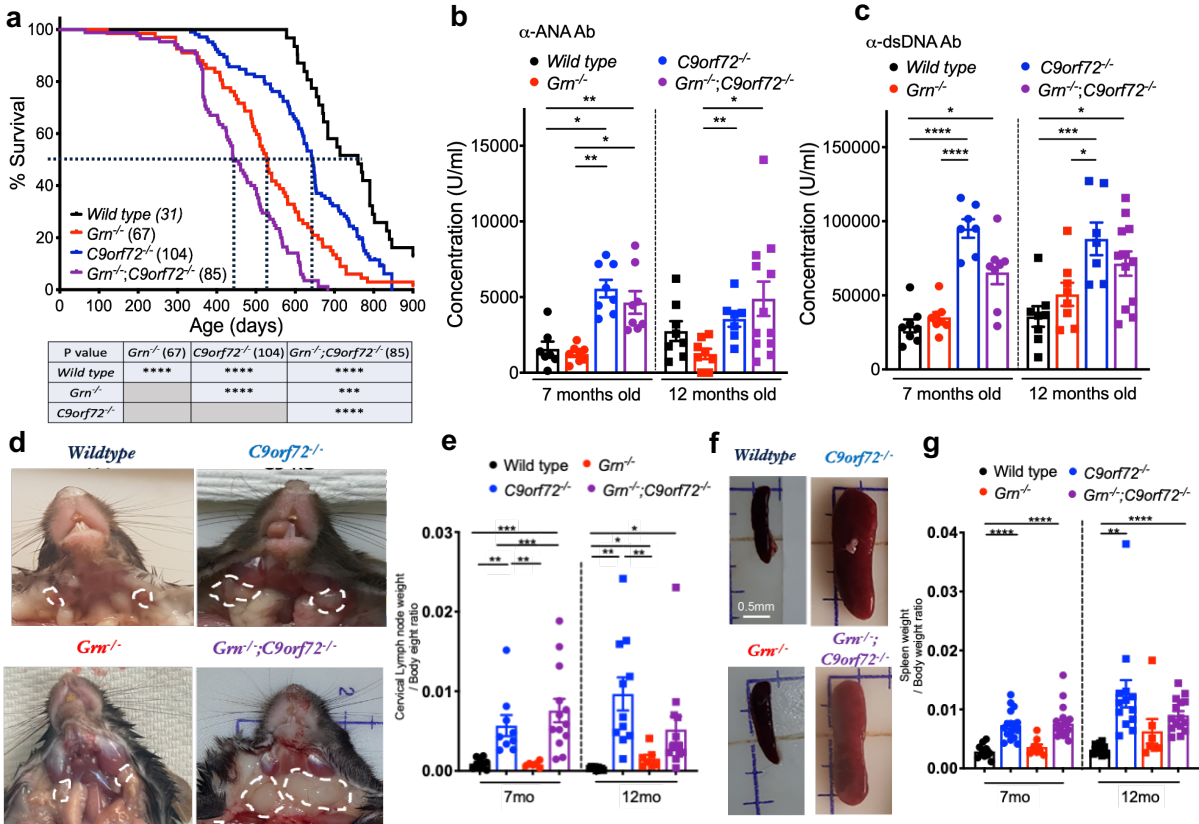 a
100
80
60
40
20
0
% Survival
Wild type (31)
Grn-/- (67)
C9orf72-/- (104)
Grn-/-;C9orf72-/- (85)
0 100 200 300 400 500 600 700 800 900
Age (days)
P value Grn-/- (67) C9orf72-/- (104) Grn-/-;C9orf72-/- (85)
Wild type **** **** ****
Grn-/- **** ***
C9orf72-/- ****
b
α-ANA Ab
Wild type C9orf72-/-
Grn-/- Grn-/-;C9orf72-/-
15000
10000
5000
0
Concentration (U/ml)
** * * **
* **
7 months old 12 months old
c
α-dsDNA Ab
Wild type C9orf72-/-
Grn-/- Grn-/-;C9orf72-/-
150000
100000
50000
0
Concentration (U/ml)
* **** ****
* *** *
7 months old 12 months old
d
Wildtype C9orf72-/-
Grn-/- Grn-/-;C9orf72-/-
2
e
Wild type Grn-/-
C9orf72-/- Grn-/-;C9orf72-/-
0.03
0.02
0.01
0.00
Cervical Lymph node weight
/ Body eight ratio
*** *** ** **
* * ** **
7mo 12mo
f
Wildtype C9orf72-/-
0.5mm
Grn-/- Grn-/-;
C9orf72-/-
g
Wild type C9orf72-/-
Grn-/- Grn-/-;C9orf72-/-
0.04
0.03
0.02
0.01
0.00
Spleen weight
/ Body weight ratio
**** ****
**** **
7mo 12mo